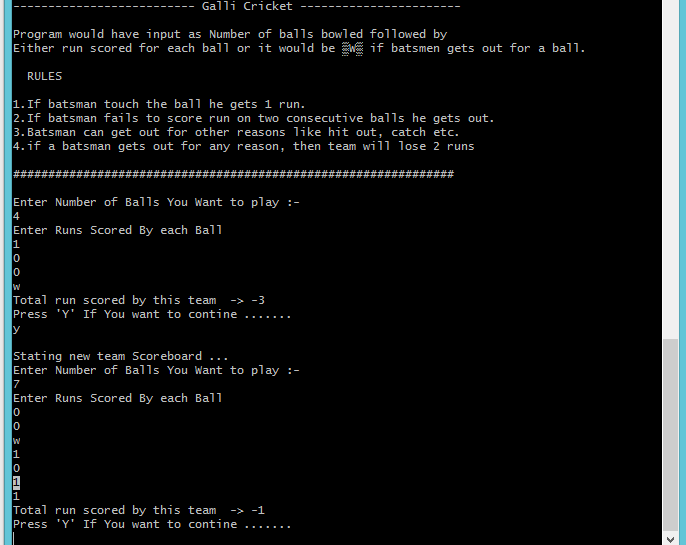 -------------------------- Galli Cricket -----------------------
Program would have input as Number of balls bowled followed by
Either run scored for each ball or it would be ▒W▒ if batsmen gets out for a ball.
RULES
1.If batsman touch the ball he gets 1 run.
2.If batsman fails to score run on two consecutive balls he gets out.
3.Batsman can get out for other reasons like hit out, catch etc.
4.if a batsman gets out for any reason, then team will lose 2 runs
###############################################################
Enter Number of Balls You Want to play :-
4
Enter Runs Scored By each Ball
1
0
0
w
Total run scored by this team  -> -3
Press 'Y' If You want to contine .......
y
Stating new team Scoreboard ...
Enter Number of Balls You Want to play :-
7
Enter Runs Scored By each Ball
0
0
w
1
0
1
1
Total run scored by this team  -> -1
Press 'Y' If You want to contine .......